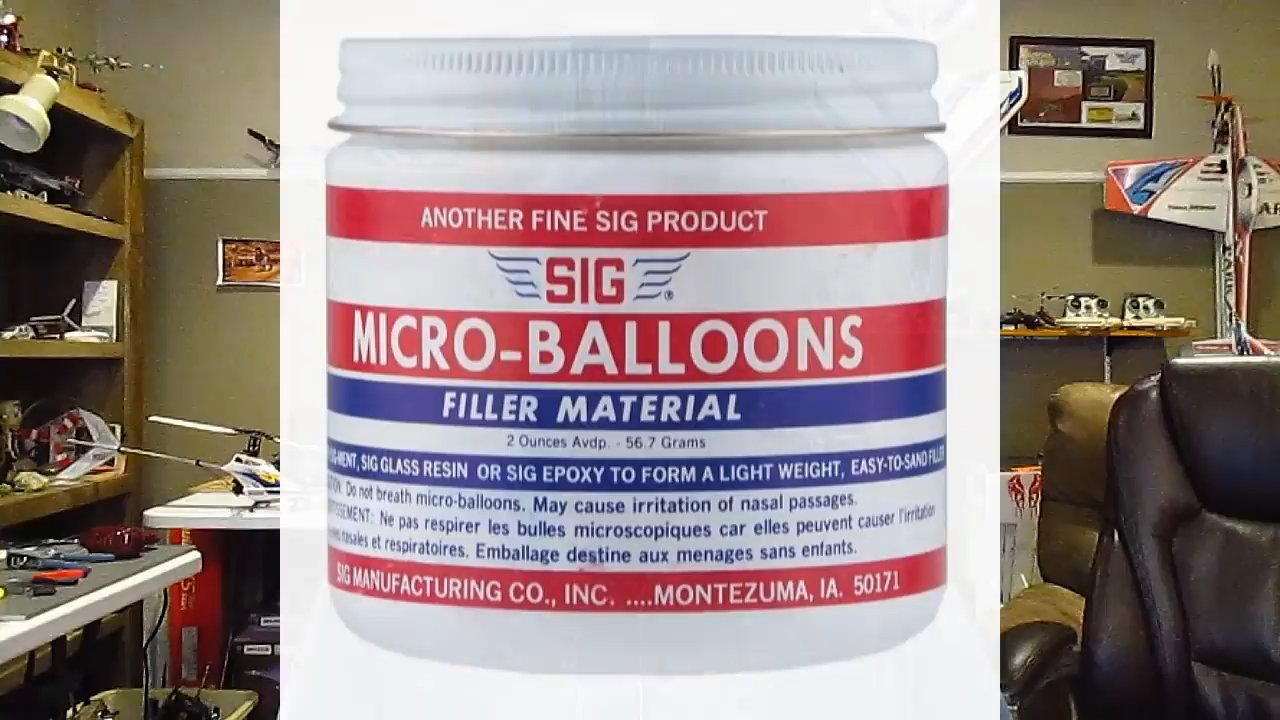 ANOTHER FINE SIG PRODUCT
SIG ®
MICRO-BALLOONS
FILLER MATERIAL
2 Ounces Avdp. - 56.7 Grams
SIG GLASS RESIN OR SIG EPOXY TO FORM A LIGHT WEIGHT, EASY-TO-SAND
Do not breath micro-balloons. May cause irritation of nasal passages.
Ne pas respirer les bulles microscopiques car elles peuvent causer l'irritation
nasales et respiratoires. Emballage destine aux menages sans enfants.
SIG MANUFACTURING CO., INC. ....MONTEZUMA, IA. 50171